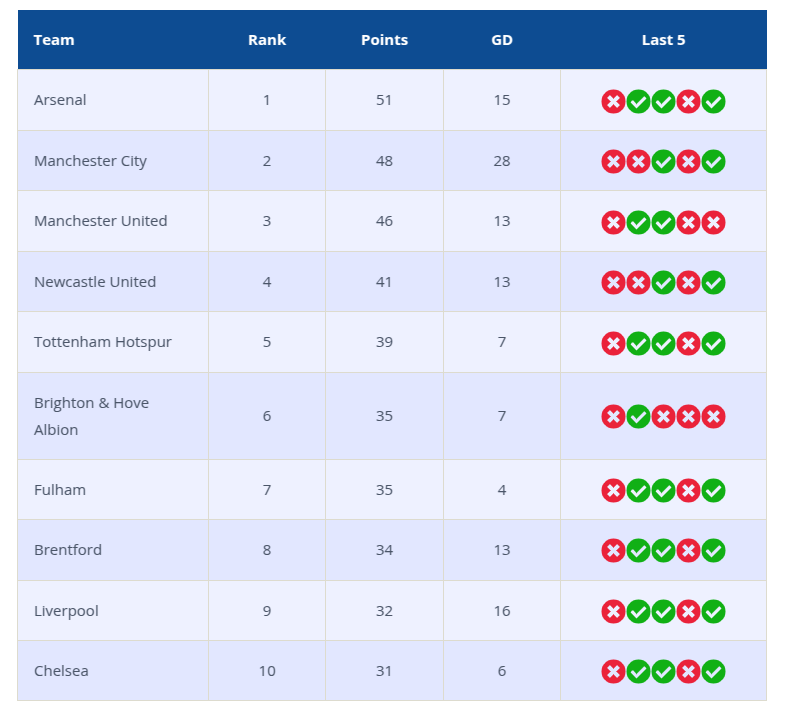 Team Rank Points GD Last 5
Arsenal 1 51 15
Manchester City 2 48 28
Manchester United 3 46 13
Newcastle United 4 41 13
Tottenham Hotspur 5 39 7
Brighton & Hove
Albion 6 35 7
Fulham 7 35 4
Brentford 8 34 13
Liverpool 9 32 16
Chelsea 10 31 6